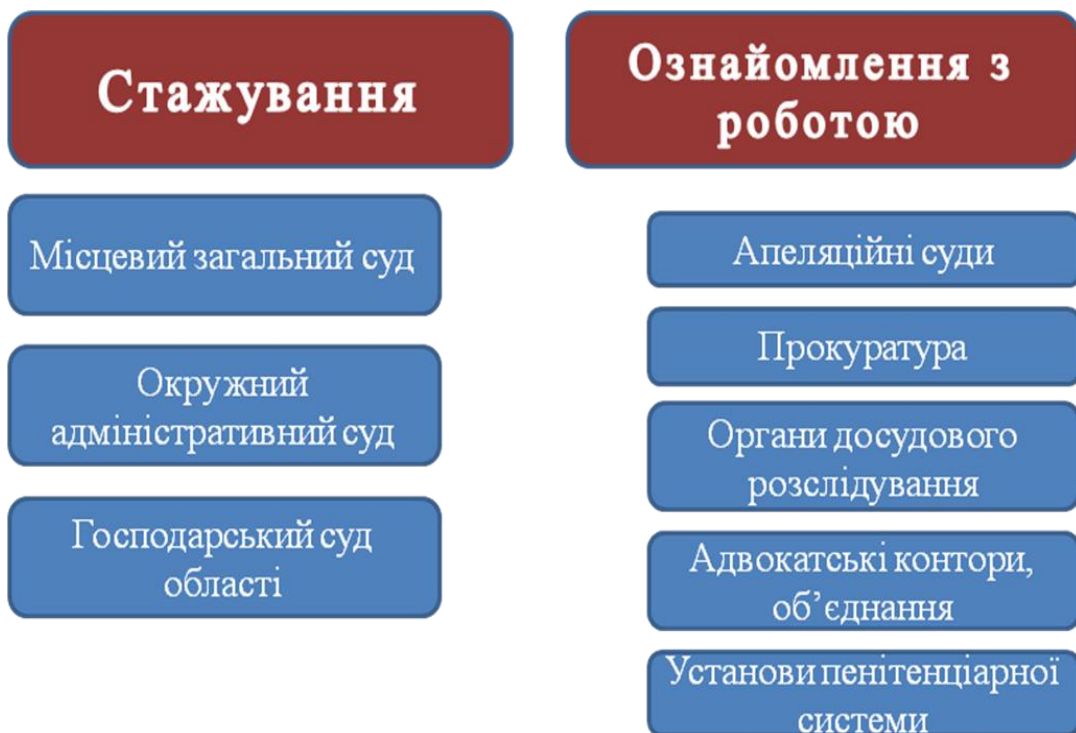 Стажування
Місцевий загальний суд
Окружний
адміністративний суд
Господарський суд
області
Ознайомлення з
роботою
Апеляційні суди
Прокуратура
Органи досудового
розслідування
Адвокатські контори,
об’єднання
Установи пенітенціарної
системи